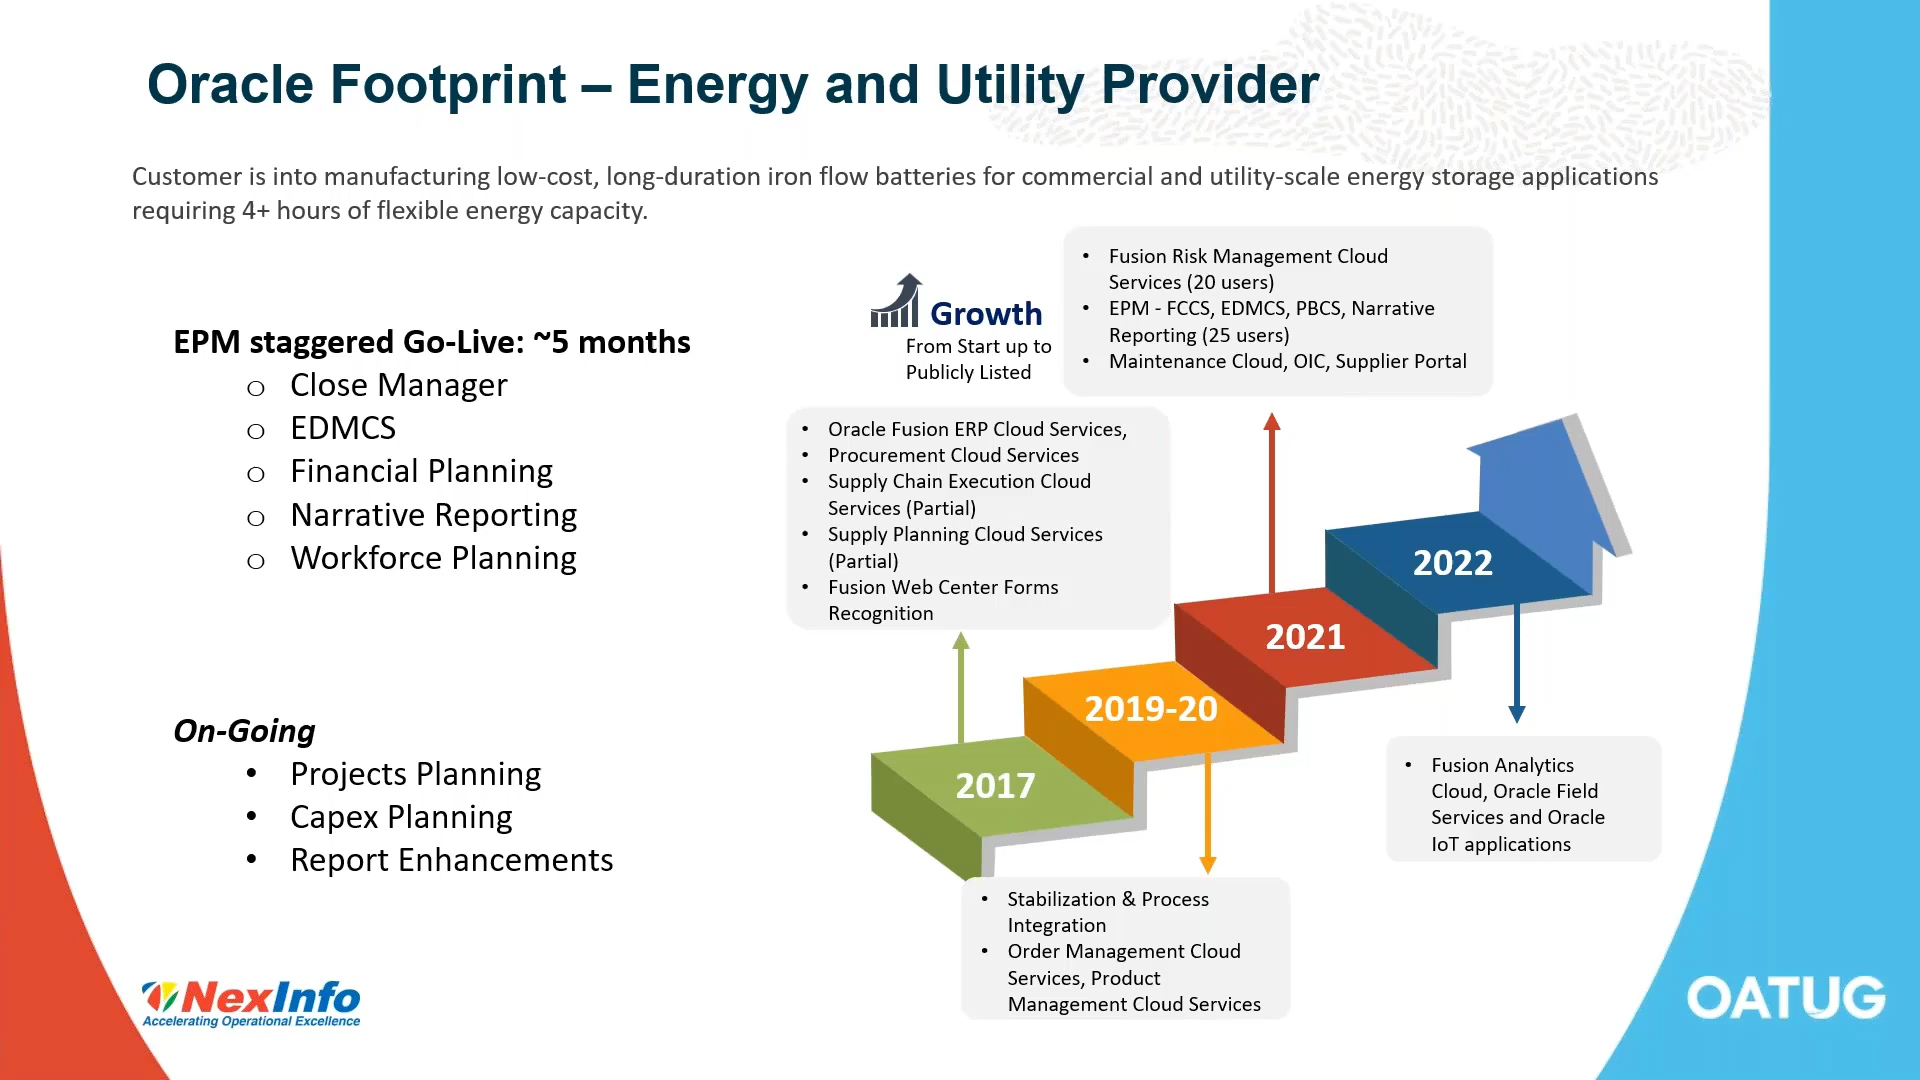 Oracle Footprint – Energy and Utility Provider
Customer is into manufacturing low-cost, long-duration iron flow batteries for commercial and utility-scale energy storage applications
requiring 4+ hours of flexible energy capacity.
EPM staggered Go-Live: ~5 months
o Close Manager
o EDMCS
o Financial Planning
o Narrative Reporting
o Workforce Planning
On-Going
• Projects Planning
• Capex Planning
• Report Enhancements
Growth
From Start up to
Publicly Listed
• Fusion Risk Management Cloud
Services (20 users)
• EPM - FCCS, EDMCS, PBCS, Narrative
Reporting (25 users)
• Maintenance Cloud, OIC, Supplier Portal
• Oracle Fusion ERP Cloud Services,
• Procurement Cloud Services
• Supply Chain Execution Cloud
Services (Partial)
• Supply Planning Cloud Services
(Partial)
• Fusion Web Center Forms
Recognition
2022
2021
2019-20
2017
• Fusion Analytics
Cloud, Oracle Field
Services and Oracle
IoT applications
• Stabilization & Process
Integration
• Order Management Cloud
Services, Product
Management Cloud Services
NexInfo
Accelerating Operational Excellence
OATUG